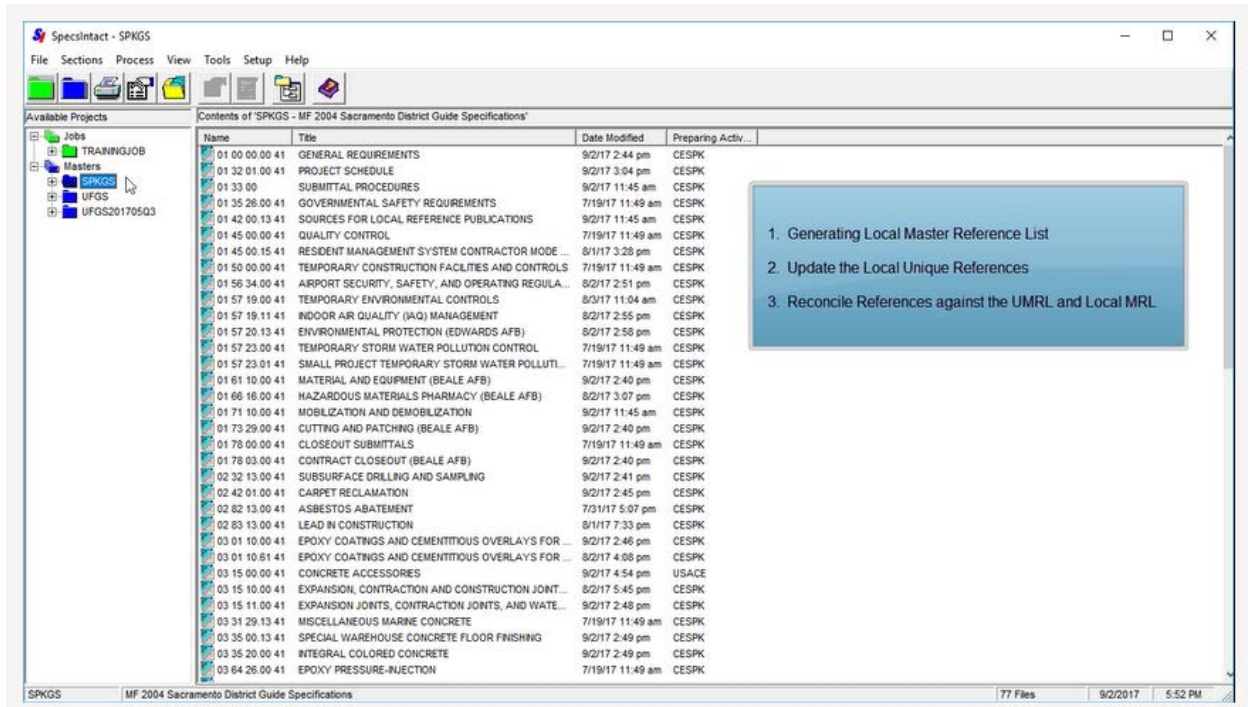 SpecsIntact - SPKGS
File Sections Process View Tools Setup Help
Available Projects
Contents of 'SPKGS - MF 2004 Sacramento District Guide Specifications'
Jobs
TRAININGJOB
Masters
SPKGS
UFGS
UFGS201705Q3
Name Title Date Modified Preparing Activ...
01 00 00.00 41 GENERAL REQUIREMENTS 9/2/17 2:44 pm CESPK
01 32 01.00 41 PROJECT SCHEDULE 9/2/17 3:04 pm CESPK
01 33 00 SUBMITTAL PROCEDURES 9/2/17 11:45 am CESPK
01 35 26.00 41 GOVERNMENTAL SAFETY REQUIREMENTS 7/19/17 11:49 am CESPK
01 42 00.13 41 SOURCES FOR LOCAL REFERENCE PUBLICATIONS 9/2/17 11:45 am CESPK
01 45 00.00 41 QUALITY CONTROL 7/19/17 11:49 am CESPK
01 45 00.15 41 RESIDENT MANAGEMENT SYSTEM CONTRACTOR MODE ... 8/1/17 3:28 pm CESPK
01 50 00.00 41 TEMPORARY CONSTRUCTION FACILITIES AND CONTROLS 7/19/17 11:49 am CESPK
01 56 34.00 41 AIRPORT SECURITY, SAFETY, AND OPERATING REGULA... 8/2/17 2:51 pm CESPK
01 57 19.00 41 TEMPORARY ENVIRONMENTAL CONTROLS 8/3/17 11:04 am CESPK
01 57 19.11 41 INDOOR AIR QUALITY (IAQ) MANAGEMENT 8/2/17 2:55 pm CESPK
01 57 20.13 41 ENVIRONMENTAL PROTECTION (EDWARDS AFB) 8/2/17 2:58 pm CESPK
01 57 23.00 41 TEMPORARY STORM WATER POLLUTION CONTROL 7/19/17 11:49 am CESPK
01 57 23.01 41 SMALL PROJECT TEMPORARY STORM WATER POLLUTI... 7/19/17 11:49 am CESPK
01 61 10.00 41 MATERIAL AND EQUIPMENT (BEALE AFB) 9/2/17 2:40 pm CESPK
01 66 16.00 41 HAZARDOUS MATERIALS PHARMACY (BEALE AFB) 8/2/17 3:07 pm CESPK
01 71 10.00 41 MOBILIZATION AND DEMOBILIZATION 9/2/17 11:45 am CESPK
01 73 29.00 41 CUTTING AND PATCHING (BEALE AFB) 9/2/17 2:40 pm CESPK
01 78 00.00 41 CLOSEOUT SUBMITTALS 7/19/17 11:49 am CESPK
01 78 03.00 41 CONTRACT CLOSEOUT (BEALE AFB) 9/2/17 2:40 pm CESPK
02 32 13.00 41 SUBSURFACE DRILLING AND SAMPLING 9/2/17 2:41 pm CESPK
02 42 01.00 41 CARPET RECLAMATION 9/2/17 2:45 pm CESPK
02 82 13.00 41 ASBESTOS ABATEMENT 7/31/17 5:07 pm CESPK
02 83 13.00 41 LEAD IN CONSTRUCTION 8/1/17 7:33 pm CESPK
03 01 10.00 41 EPOXY COATINGS AND CEMENTITIOUS OVERLAYS FOR ... 9/2/17 2:46 pm CESPK
03 01 10.61 41 EPOXY COATINGS AND CEMENTITIOUS OVERLAYS FOR ... 8/2/17 4:08 pm CESPK
03 15 00.00 41 CONCRETE ACCESSORIES 9/2/17 4:54 pm USACE
03 15 10.00 41 EXPANSION, CONTRACTION AND CONSTRUCTION JOINT... 8/2/17 5:45 pm CESPK
03 15 11.00 41 EXPANSION JOINTS, CONTRACTION JOINTS, AND WATE... 9/2/17 2:48 pm CESPK
03 31 29.13 41 MISCELLANEOUS MARINE CONCRETE 7/19/17 11:49 am CESPK
03 35 00.13 41 SPECIAL WAREHOUSE CONCRETE FLOOR FINISHING 9/2/17 2:49 pm CESPK
03 35 20.00 41 INTEGRAL COLORED CONCRETE 9/2/17 2:49 pm CESPK
03 64 26.00 41 EPOXY PRESSURE-INJECTION 7/19/17 11:49 am CESPK
1. Generating Local Master Reference List
2. Update the Local Unique References
3. Reconcile References against the UMRL and Local MRL
SPKGS MF 2004 Sacramento District Guide Specifications 77 Files 9/2/2017 5:52 PM